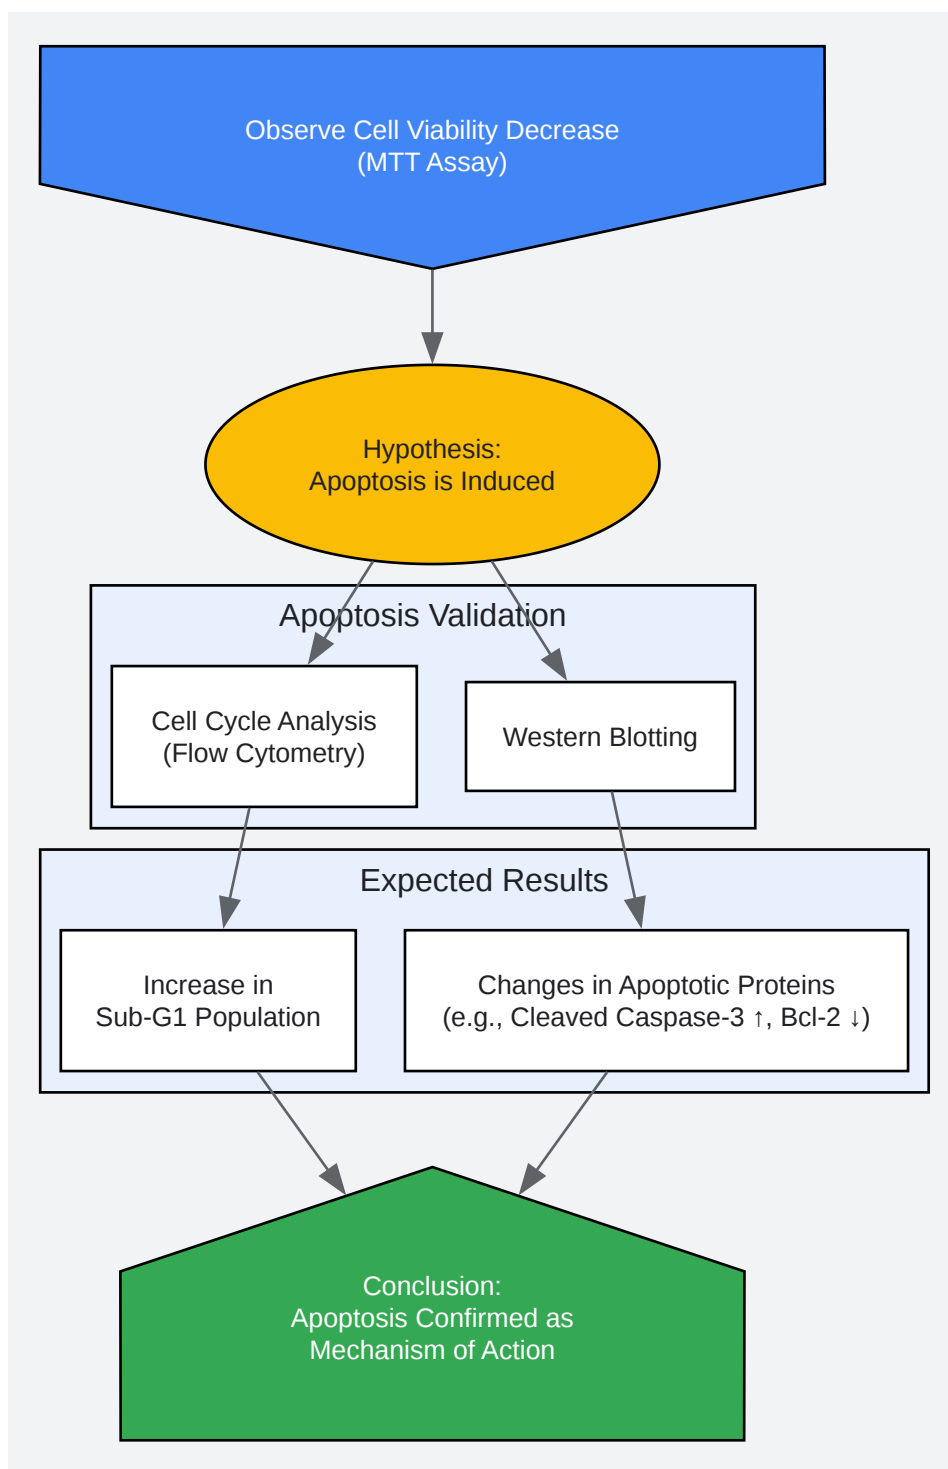 Observe Cell Viability Decrease
(MTT Assay)
Hypothesis:
Apoptosis is Induced
Apoptosis Validation
Cell Cycle Analysis
(Flow Cytometry)
Western Blotting
Expected Results
Increase in
Sub-G1 Population
Changes in Apoptotic Proteins
(e.g., Cleaved Caspase-3 ↑, Bcl-2 ↓)
Conclusion:
Apoptosis Confirmed as
Mechanism of Action